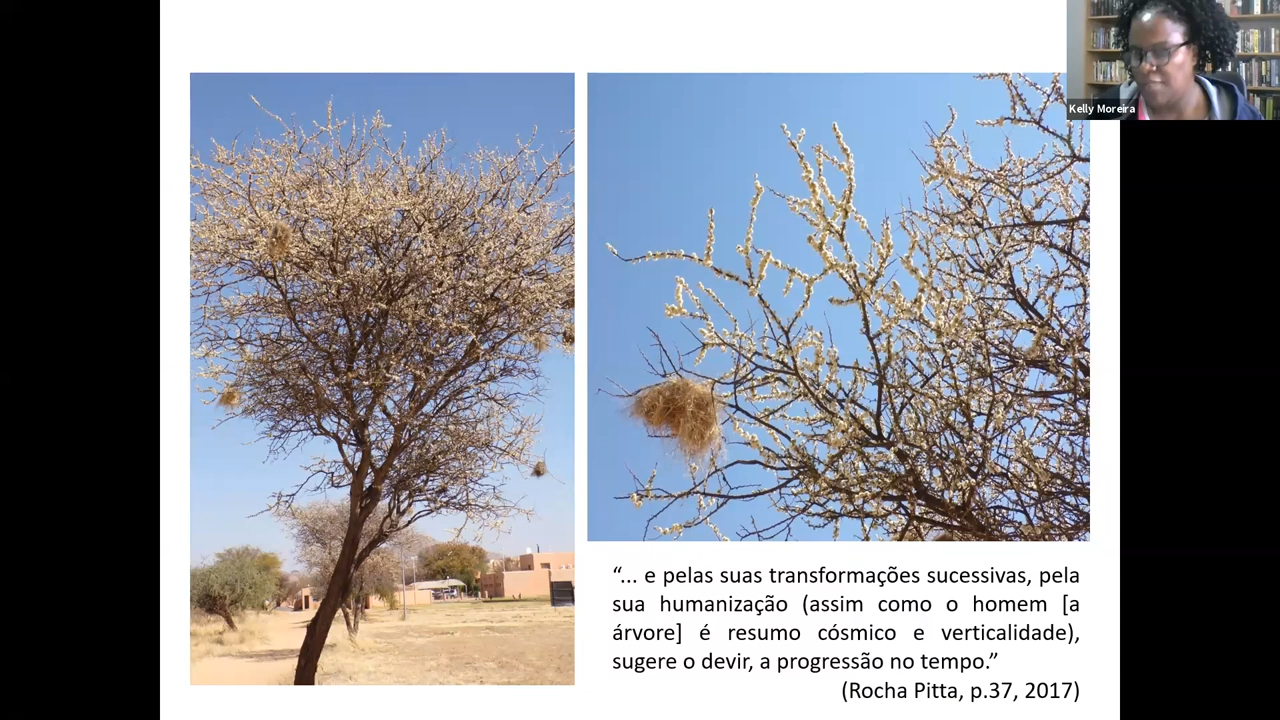 Kelly Moreira
“... e pelas suas transformações sucessivas, pela
sua humanização (assim como o homem [a
árvore] é resumo cósmico e verticalidade),
sugere o devir, a progressão no tempo.”
(Rocha Pitta, p.37, 2017)